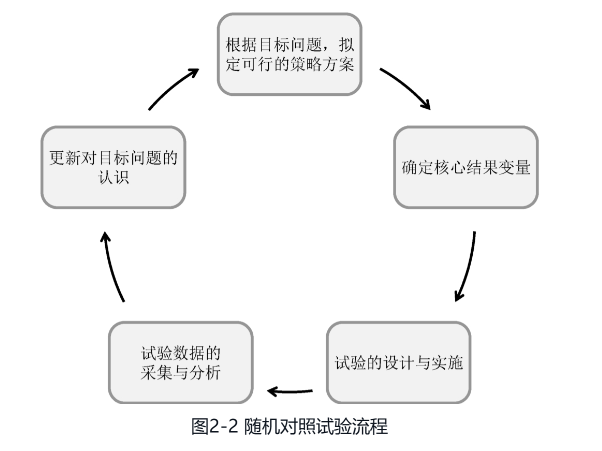 根据目标问题，拟
定可行的策略方案
确定核心结果变量
试验的设计与实施
试验数据的
采集与分析
更新对目标问题的
认识
图2-2 随机对照试验流程